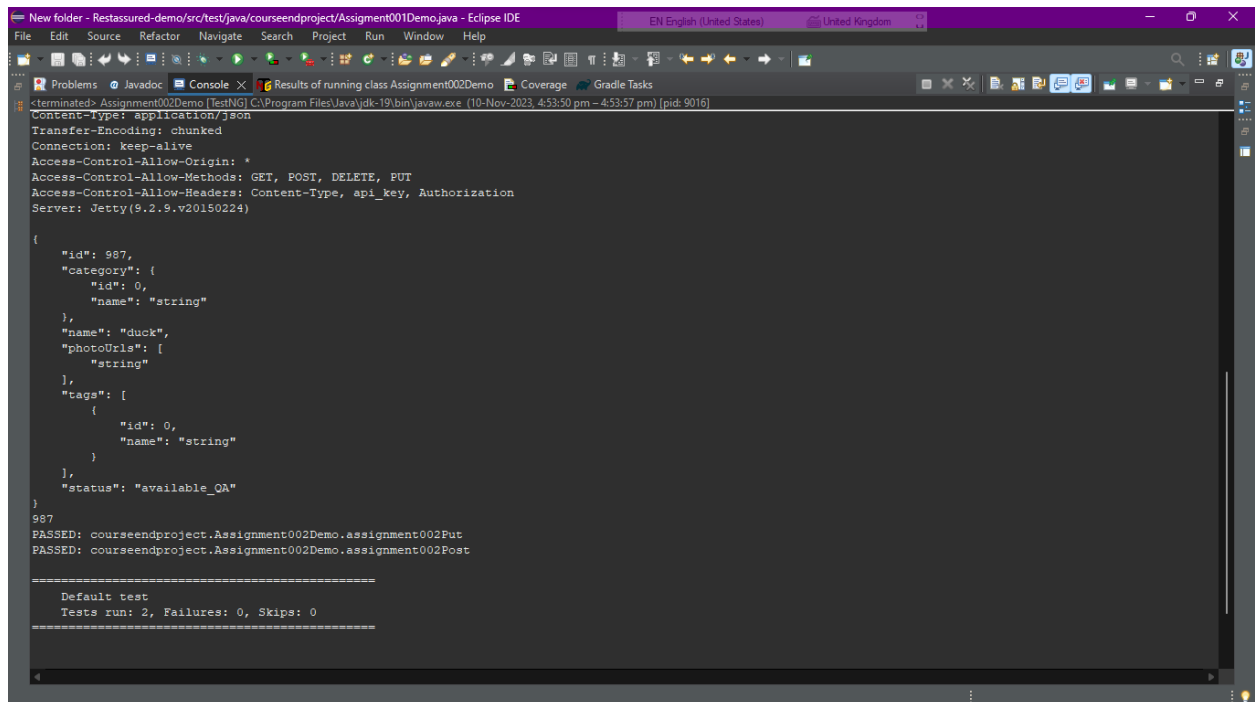 New folder - Restassured-demo/src/test/java/courseendproject/Assigment001Demo.java - Eclipse IDE
EN English (United States) United Kingdom
File Edit Source Refactor Navigate Search Project Run Window Help
Problems Javadoc Console Results of running class Assignment002Demo Coverage Gradle Tasks
<terminated> Assignment002Demo [TestNG] C:\Program Files\Java\jdk-19\bin\javaw.exe (10-Nov-2023, 4:53:50 pm – 4:53:57 pm) [pid: 9016]
Content-Type: application/json
Transfer-Encoding: chunked
Connection: keep-alive
Access-Control-Allow-Origin: *
Access-Control-Allow-Methods: GET, POST, DELETE, PUT
Access-Control-Allow-Headers: Content-Type, api_key, Authorization
Server: Jetty(9.2.9.v20150224)
{
    "id": 987,
    "category": {
        "id": 0,
        "name": "string"
    },
    "name": "duck",
    "photoUrls": [
        "string"
    ],
    "tags": [
        {
            "id": 0,
            "name": "string"
        }
    ],
    "status": "available_QA"
}
987
PASSED: courseendproject.Assignment002Demo.assignment002Put
PASSED: courseendproject.Assignment002Demo.assignment002Post
===============================================
    Default test
    Tests run: 2, Failures: 0, Skips: 0
===============================================